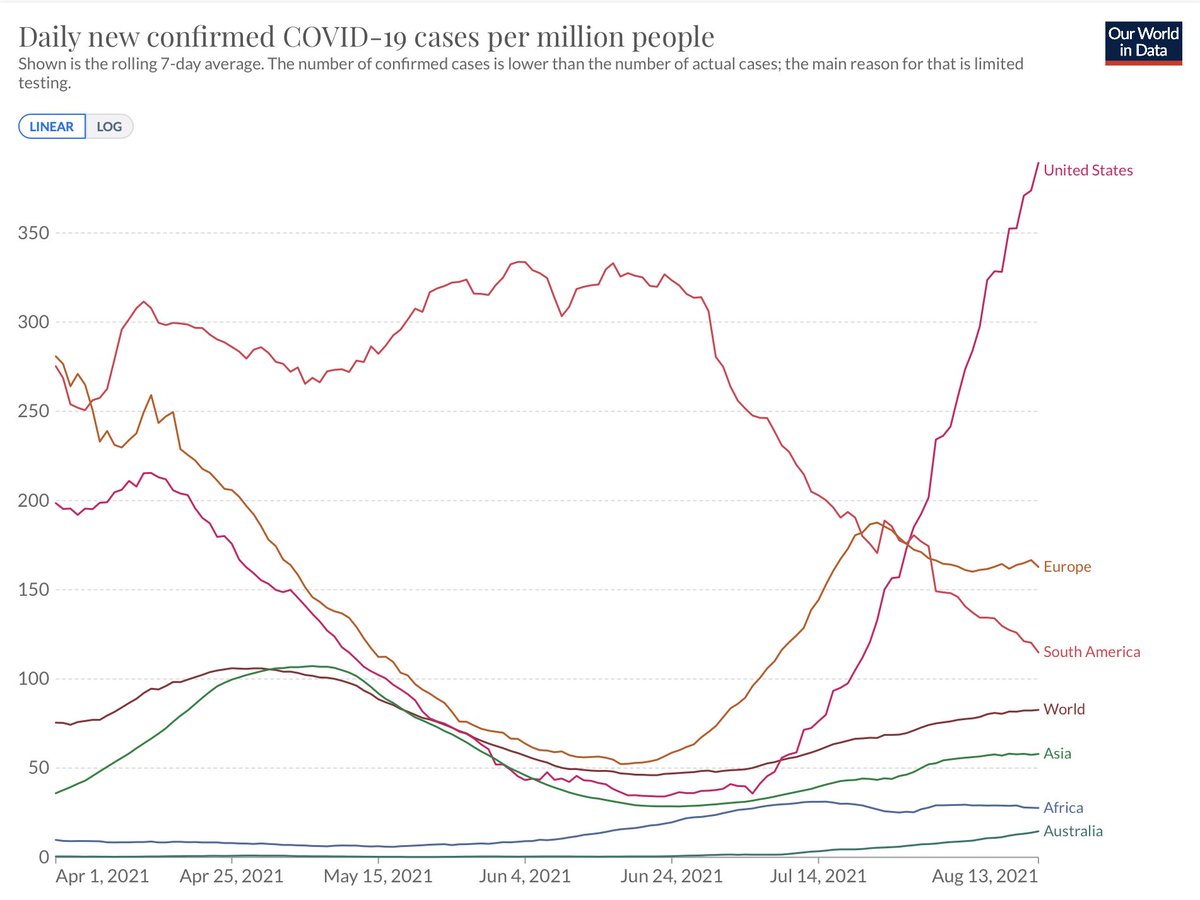 Daily new confirmed COVID-19 cases per million people
Our World
in Data
Shown is the rolling 7-day average. The number of confirmed cases is lower than the number of actual cases; the main reason for that is limited
testing.
LINEAR LOG
United States
350
300
250
200
Europe
150
South America
100
World
Asia
50
Africa
Australia
0
Apr 1, 2021 Apr 25, 2021 May 15, 2021 Jun 4, 2021 Jun 24, 2021 Jul 14, 2021 Aug 13, 2021